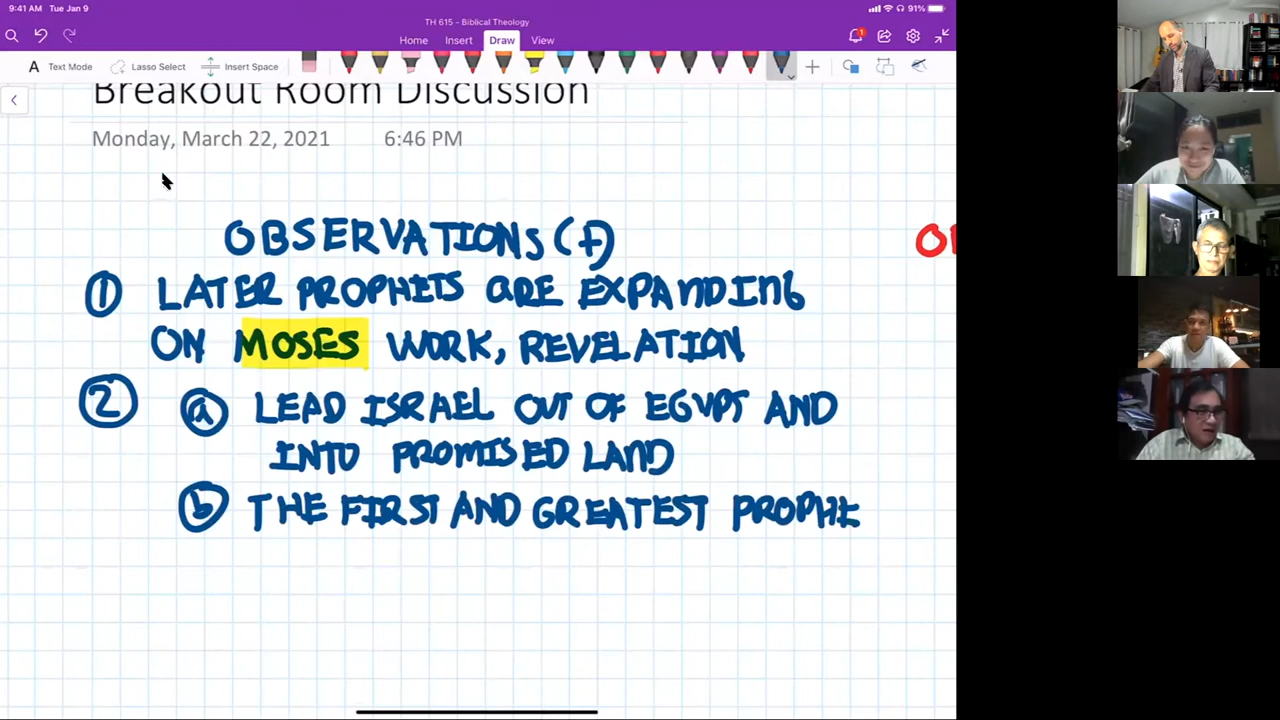 9:41 AM Tue Jan 9
91%
TH 615 - Biblical Theology
Home Insert Draw View
1
A Text Mode Lasso Select Insert Space
Breakout Room Discussion
Monday, March 22, 2021 6:46 PM
OBSERVATIONS (+)
① LATER PROPHETS ARE EXPANDING
ON MOSES WORK, REVELATION
② ⓐ LEAD ISRAEL OUT OF EGYPT AND
INTO PROMISED LAND
ⓑ THE FIRST AND GREATEST PROPHE